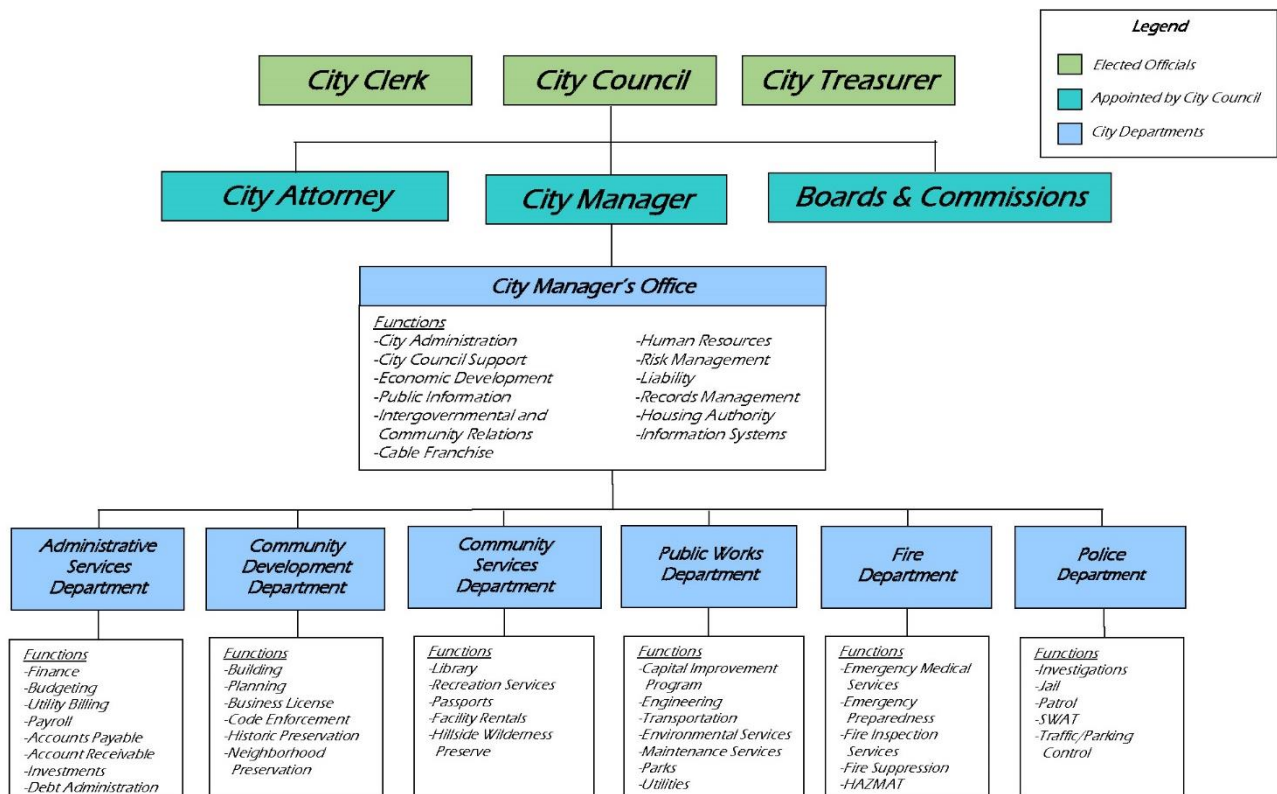 Legend
Elected Officials
Appointed by City Council
City Departments
City Clerk
City Council
City Treasurer
City Attorney
City Manager
Boards & Commissions
City Manager's Office
Functions
-City Administration
-City Council Support
-Economic Development
-Public Information
-Intergovernmental and
Community Relations
-Cable Franchise
-Human Resources
-Risk Management
-Liability
-Records Management
-Housing Authority
-Information Systems
Administrative
Services
Department
Functions
-Finance
-Budgeting
-Utility Billing
-Payroll
-Accounts Payable
-Account Receivable
-Investments
-Debt Administration
Community
Development
Department
Functions
-Building
-Planning
-Business License
-Code Enforcement
-Historic Preservation
-Neighborhood
Preservation
Community
Services
Department
Functions
-Library
-Recreation Services
-Passports
-Facility Rentals
-Hillside Wilderness
Preserve
Public Works
Department
Functions
-Capital Improvement
Program
-Engineering
-Transportation
-Environmental Services
-Maintenance Services
-Parks
-Utilities
Fire
Department
Functions
-Emergency Medical
Services
-Emergency
Preparedness
-Fire Inspection
Services
-Fire Suppression
-HAZMAT
Police
Department
Functions
-Investigations
-Jail
-Patrol
-SWAT
-Traffic/Parking
Control